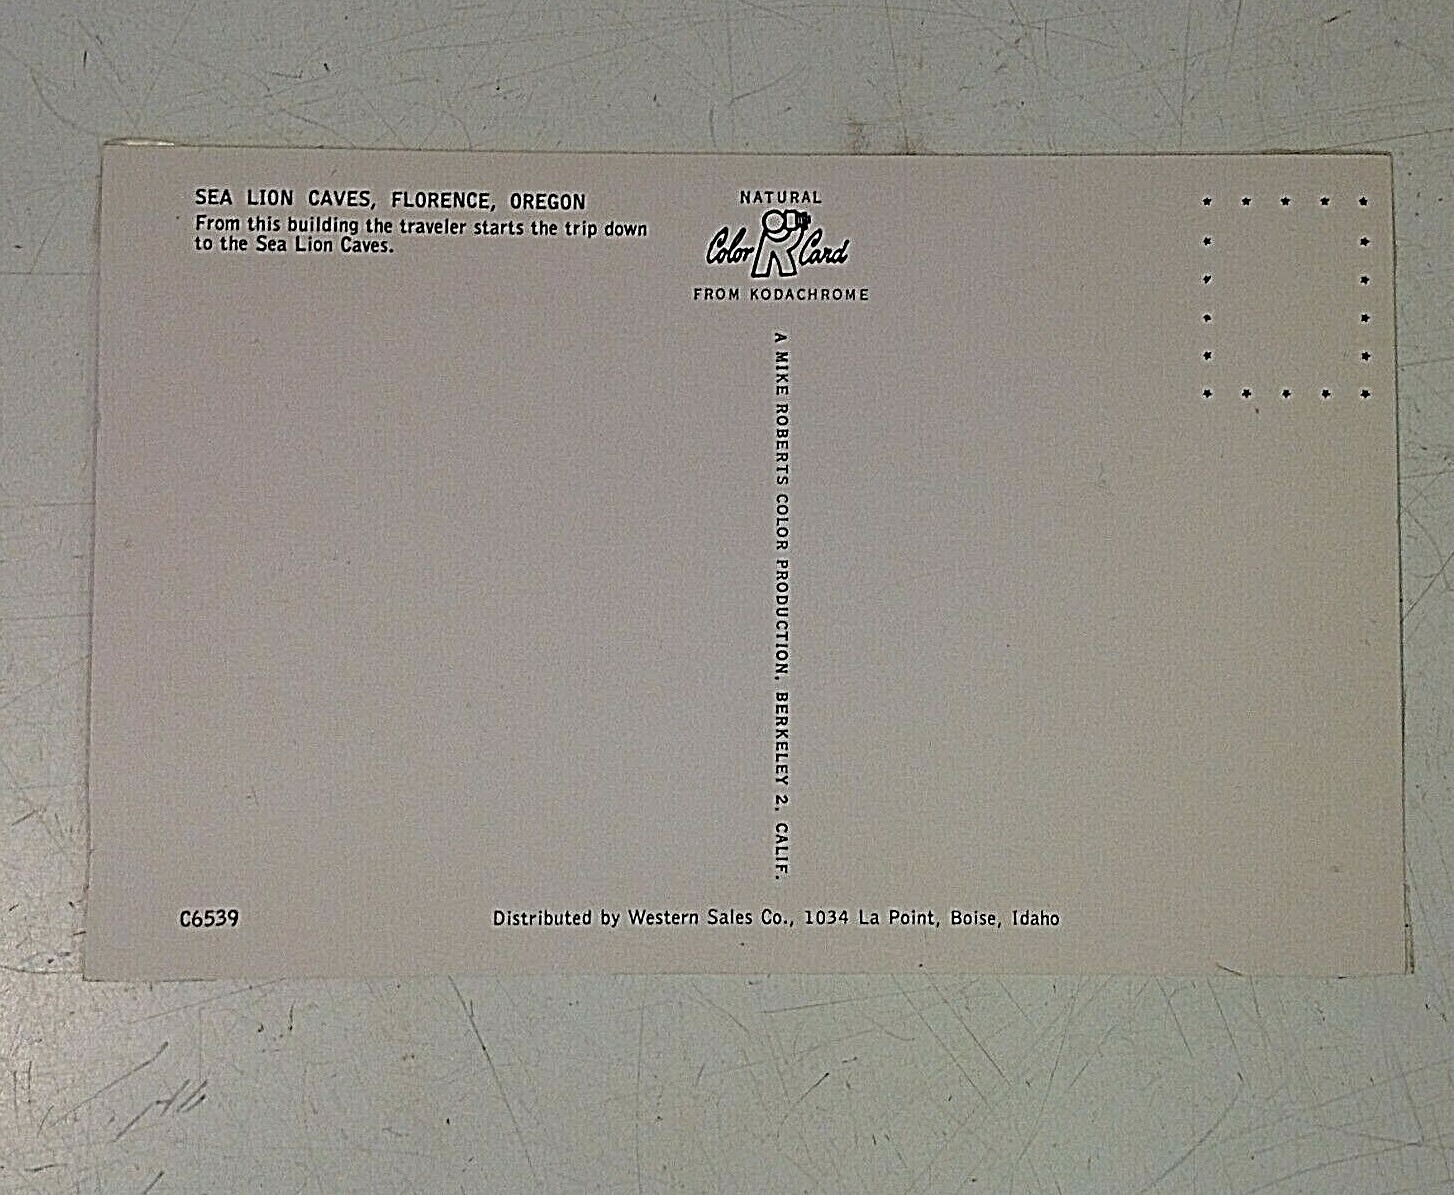 SEA LION CAVES, FLORENCE, OREGON
From this building the traveler starts the trip down
to the Sea Lion Caves.
NATURAL
Color Card
FROM KODACHROME
A MIKE ROBERTS COLOR PRODUCTION, BERKELEY 2, CALIF.
C6539
Distributed by Western Sales Co., 1034 La Point, Boise, Idaho